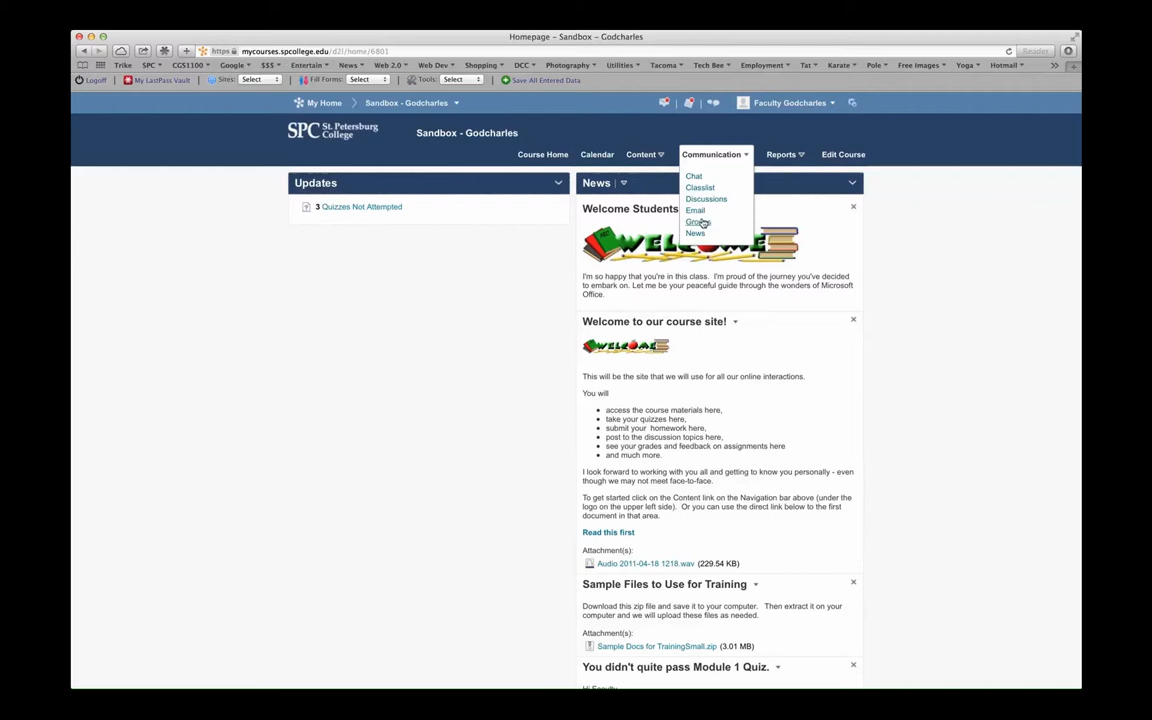 Homepage - Sandbox - Godcharles
https mycourses.spcollege.edu/d2l/home/6801
Reader
Trike SPC CGS1100 Google $$$ Entertain News Web 2.0 Web Dev Shopping DCC Photography Utilities Tacoma Tech Bee Employment Tat Karate Pole Free Images Yoga Hotmail
Logoff My LastPass Vault Sites: Select Fill Forms: Select Tools: Select Save All Entered Data
My Home Sandbox - Godcharles Faculty Godcharles
SPC St. Petersburg College Sandbox - Godcharles
Course Home Calendar Content Communication Reports Edit Course
Chat
Classlist
Discussions
Email
Groups
News
Updates
3 Quizzes Not Attempted
News
Welcome Students
WELCOME
I'm so happy that you're in this class. I'm proud of the journey you've decided
to embark on. Let me be your peaceful guide through the wonders of Microsoft
Office.
Welcome to our course site!
WELCOME
This will be the site that we will use for all our online interactions.
You will
access the course materials here,
take your quizzes here,
submit your homework here,
post to the discussion topics here,
see your grades and feedback on assignments here
and much more.
I look forward to working with you all and getting to know you personally - even
though we may not meet face-to-face.
To get started click on the Content link on the Navigation bar above (under the
logo on the upper left side). Or you can use the direct link below to the first
document in that area.
Read this first
Attachment(s):
Audio 2011-04-18 1218.wav (229.54 KB)
Sample Files to Use for Training
Download this zip file and save it to your computer. Then extract it on your
computer and we will upload these files as needed.
Attachment(s):
Sample Docs for TrainingSmall.zip (3.01 MB)
You didn't quite pass Module 1 Quiz.
Hi Faculty